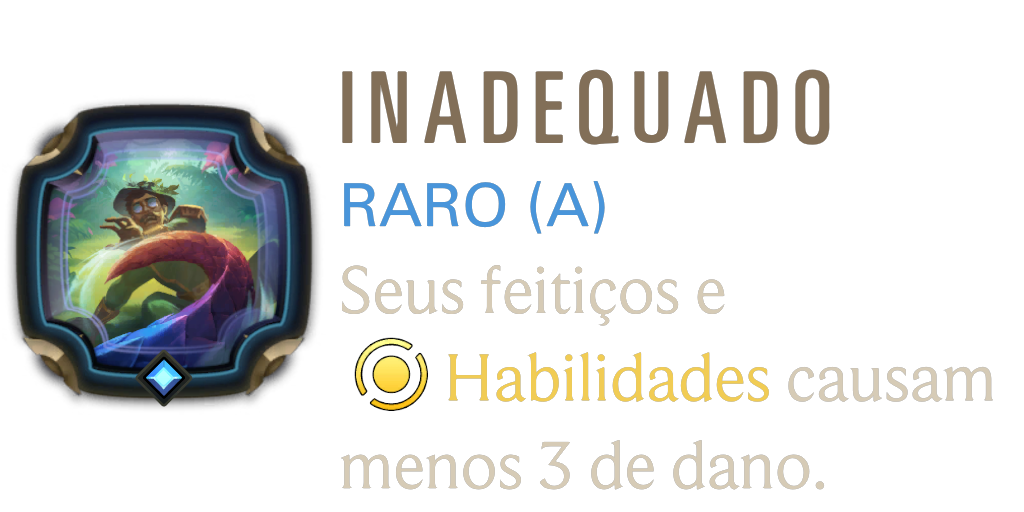 INADEQUADO
RARO (A)
Seus feitiços e
Habilidades causam
menos 3 de dano.